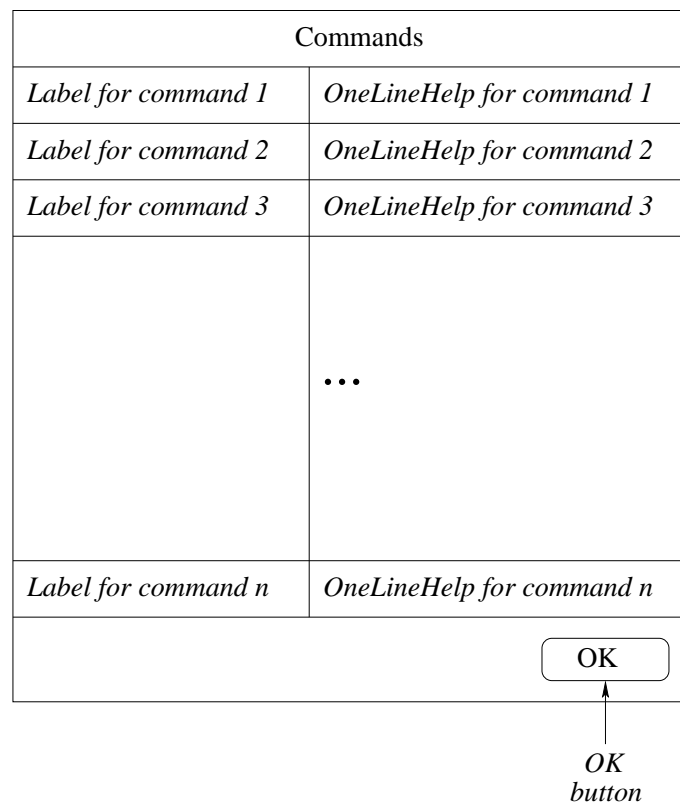 Commands
Label for command 1 OneLineHelp for command 1
Label for command 2 OneLineHelp for command 2
Label for command 3 OneLineHelp for command 3
...
Label for command n OneLineHelp for command n
OK
OK
button